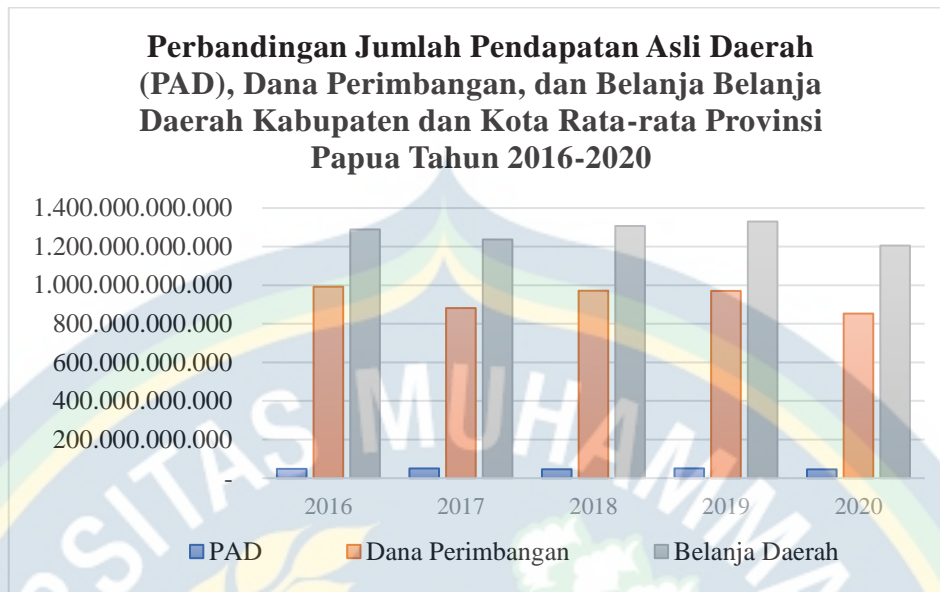 Perbandingan Jumlah Pendapatan Asli Daerah
(PAD), Dana Perimbangan, dan Belanja Belanja
Daerah Kabupaten dan Kota Rata-rata Provinsi
Papua Tahun 2016-2020
1.400.000.000.000
1.200.000.000.000
1.000.000.000.000
800.000.000.000
600.000.000.000
400.000.000.000
200.000.000.000
-
2016 2017 2018 2019 2020
PAD Dana Perimbangan Belanja Daerah
RSITAS MUHAMMA